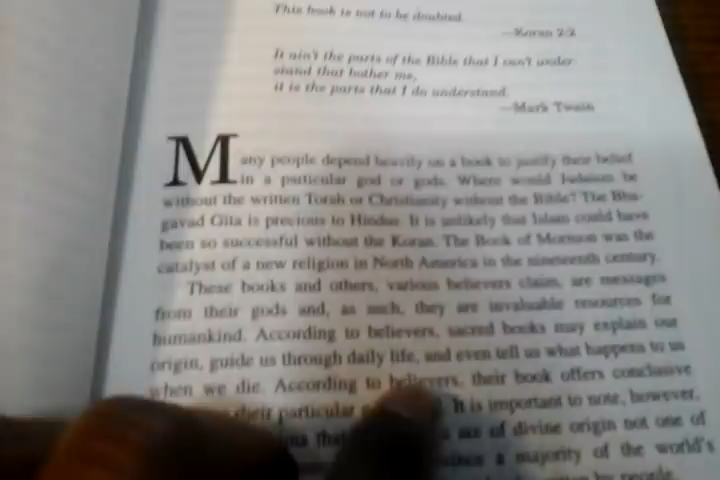 This book is not to be doubted.
—Koran 2:2
It ain't the parts of the Bible that I can't under-
stand that bother me,
it is the parts that I do understand.
—Mark Twain
Many people depend heavily on a book to justify their belief
in a particular god or gods. Where would Judaism be
without the written Torah or Christianity without the Bible? The Bha-
gavad Gita is precious to Hindus. It is unlikely that Islam could have
been so successful without the Koran. The Book of Mormon was the
catalyst of a new religion in North America in the nineteenth century.
These books and others, various believers claim, are messages
from their gods and, as such, they are invaluable resources for
humankind. According to believers, sacred books may explain our
origin, guide us through daily life, and even tell us what happens to us
when we die. According to believers, their book offers conclusive
their particular It is important to note, however,
that are of divine origin not one of
a majority of the world's
by people